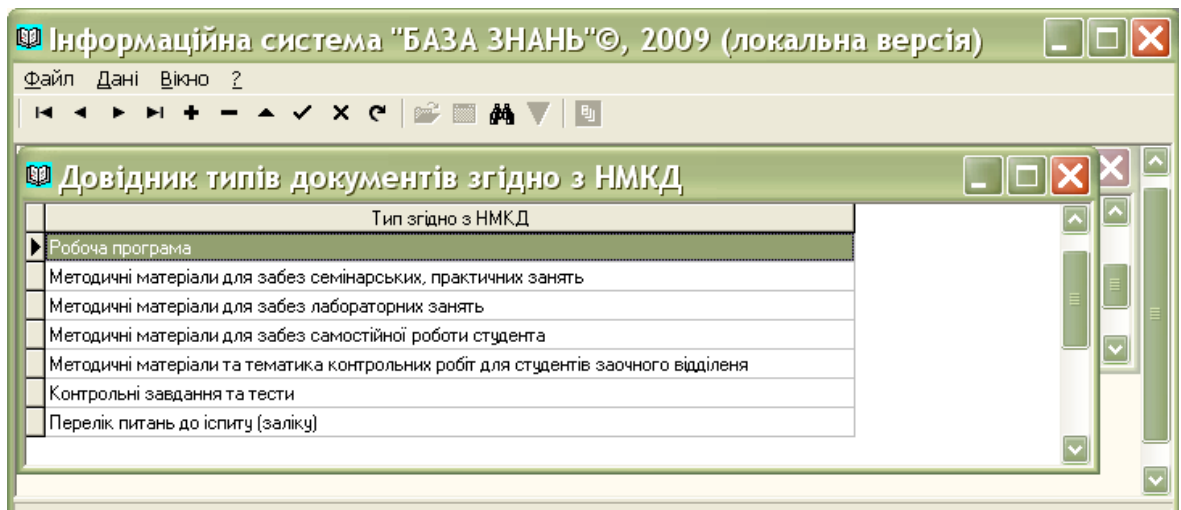 Інформаційна система "БАЗА ЗНАНЬ"©, 2009 (локальна версія)
Файл Дані Вікно ?
Довідник типів документів згідно з НМКД
Тип згідно з НМКД
Робоча програма
Методичні матеріали для забез семінарських, практичних занять
Методичні матеріали для забез лабораторних занять
Методичні матеріали для забез самостійної роботи студента
Методичні матеріали та тематика контрольних робіт для студентів заочного відділеня
Контрольні завдання та тести
Перелік питань до іспиту (заліку)